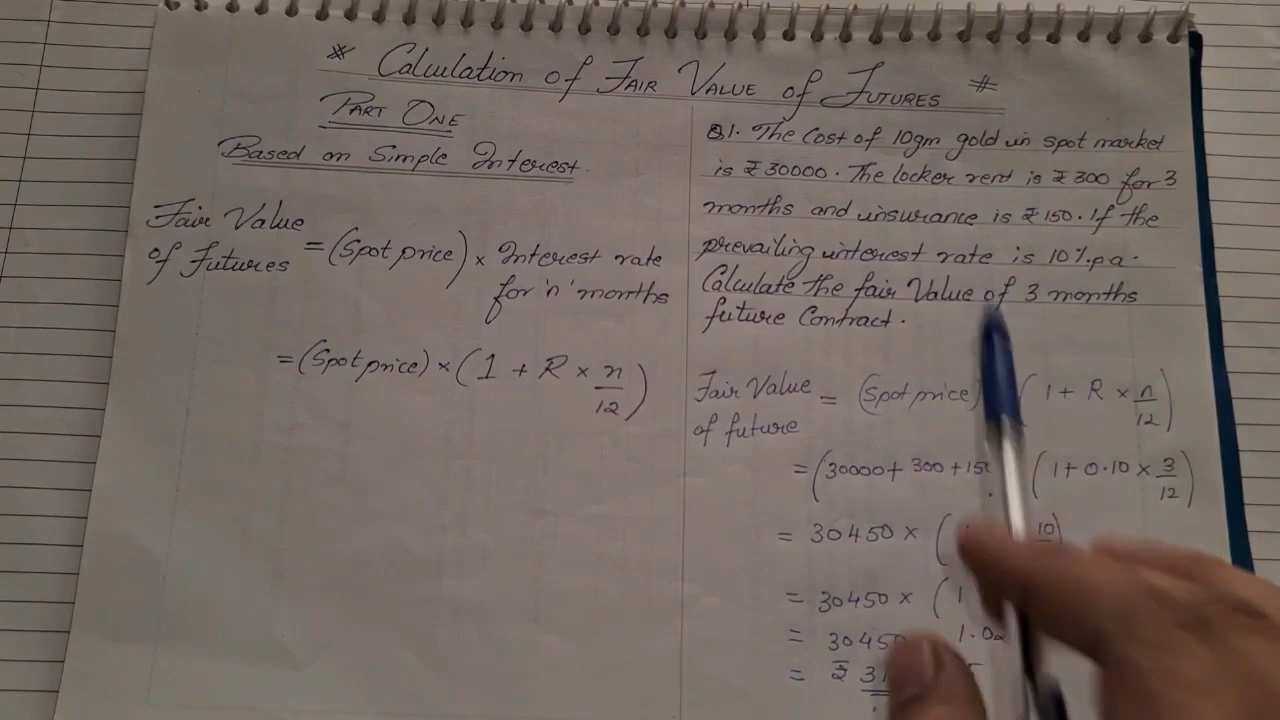 * Calculation of FAIR VALUE of FUTURES #
PART ONE
Based on Simple Interest.
Fair Value
of Futures = (Spot price) × Interest rate
for 'n' months
= (Spot price) × (1 + R × n/12)
Q1. The cost of 10gm gold in spot market
is ₹30000. The locker rent is ₹300 for 3
months and insurance is ₹150. If the
prevailing interest rate is 10% p.a.
Calculate the fair Value of 3 months
future Contract.
Fair Value
of future = (Spot price) (1 + R × n/12)
= (30000 + 300 + 15 (1 + 0.10 × 3/12)
= 30450 × ( 10
= 30450 × (1
= 3045 1.0
= ₹ 31